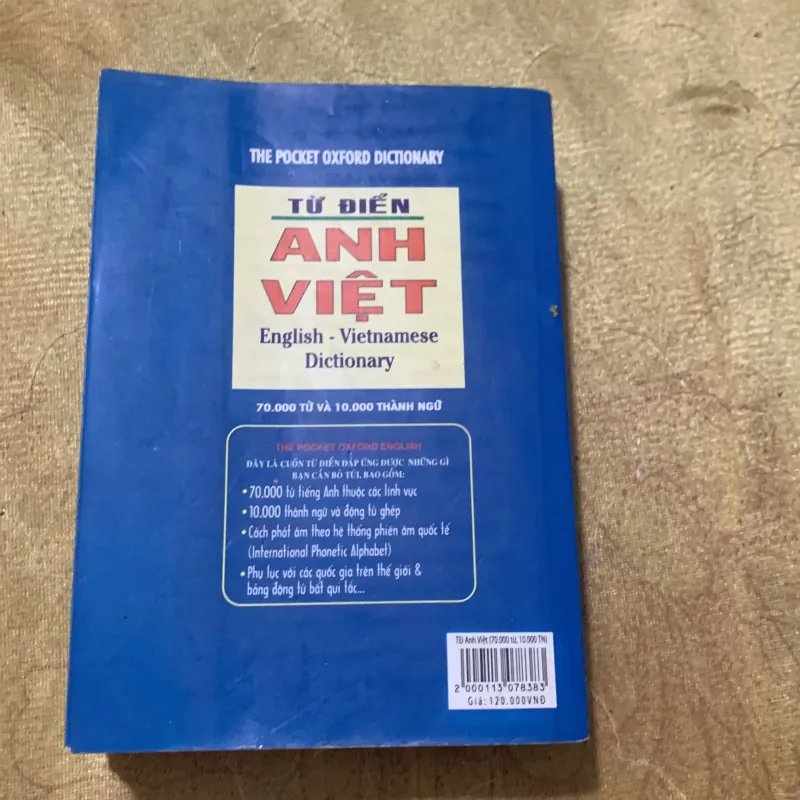 THE POCKET OXFORD DICTIONARY
TỪ ĐIỂN
ANH
VIỆT
English - Vietnamese
Dictionary
70.000 TỪ VÀ 10.000 THÀNH NGỮ
THE POCKET OXFORD ENGLISH
ĐÂY LÀ CUỐN TỪ ĐIỂN ĐÁP ỨNG ĐƯỢC NHỮNG GÌ
BẠN CẦN BỎ TÚI, BAO GỒM:
• 70.000 từ tiếng Anh thuộc các lĩnh vực
• 10.000 thành ngữ và động từ ghép
• Cách phát âm theo hệ thống phiên âm quốc tế
(International Phonetic Alphabet)
• Phụ lục với các quốc gia trên thế giới &
bảng động từ bất qui tắc...
TĐ Anh Việt (70.000 từ, 10.000 TN)
2 000113 078383
Giá: 120.000VNĐ